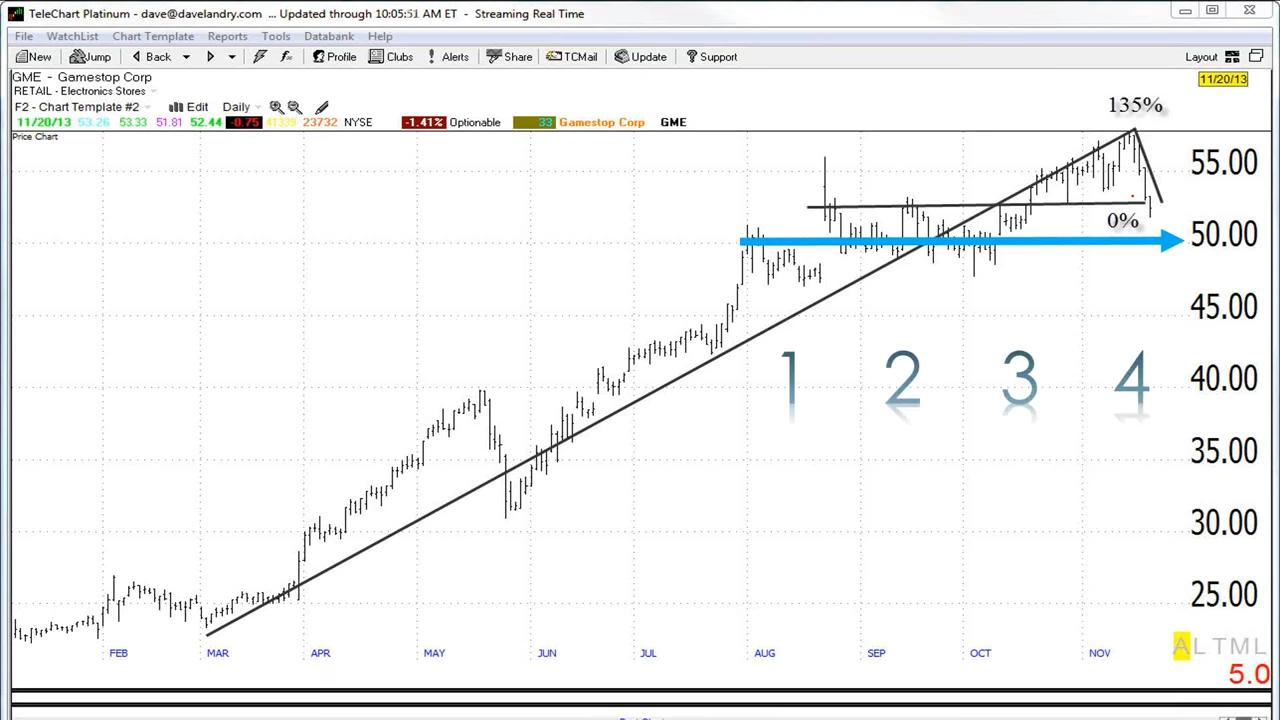 TeleChart Platinum - dave@davelandry.com ... Updated through 10:05:51 AM ET - Streaming Real Time
File WatchList Chart Template Reports Tools Databank Help
New Jump Back Profile Clubs Alerts Share TCMail Update Support Layout
GME - Gamestop Corp 11/20/13
RETAIL - Electronics Stores
F2 - Chart Template #2 Edit Daily 135%
11/20/13 53.26 53.33 51.81 52.44 -0.75 41339 23732 NYSE -1.41% Optionable 33 Gamestop Corp GME
Price Chart
55.00
0%
50.00
45.00
1 2 3 4
40.00
35.00
30.00
25.00
FEB MAR APR MAY JUN JUL AUG SEP OCT NOV
A L T M L
5.0